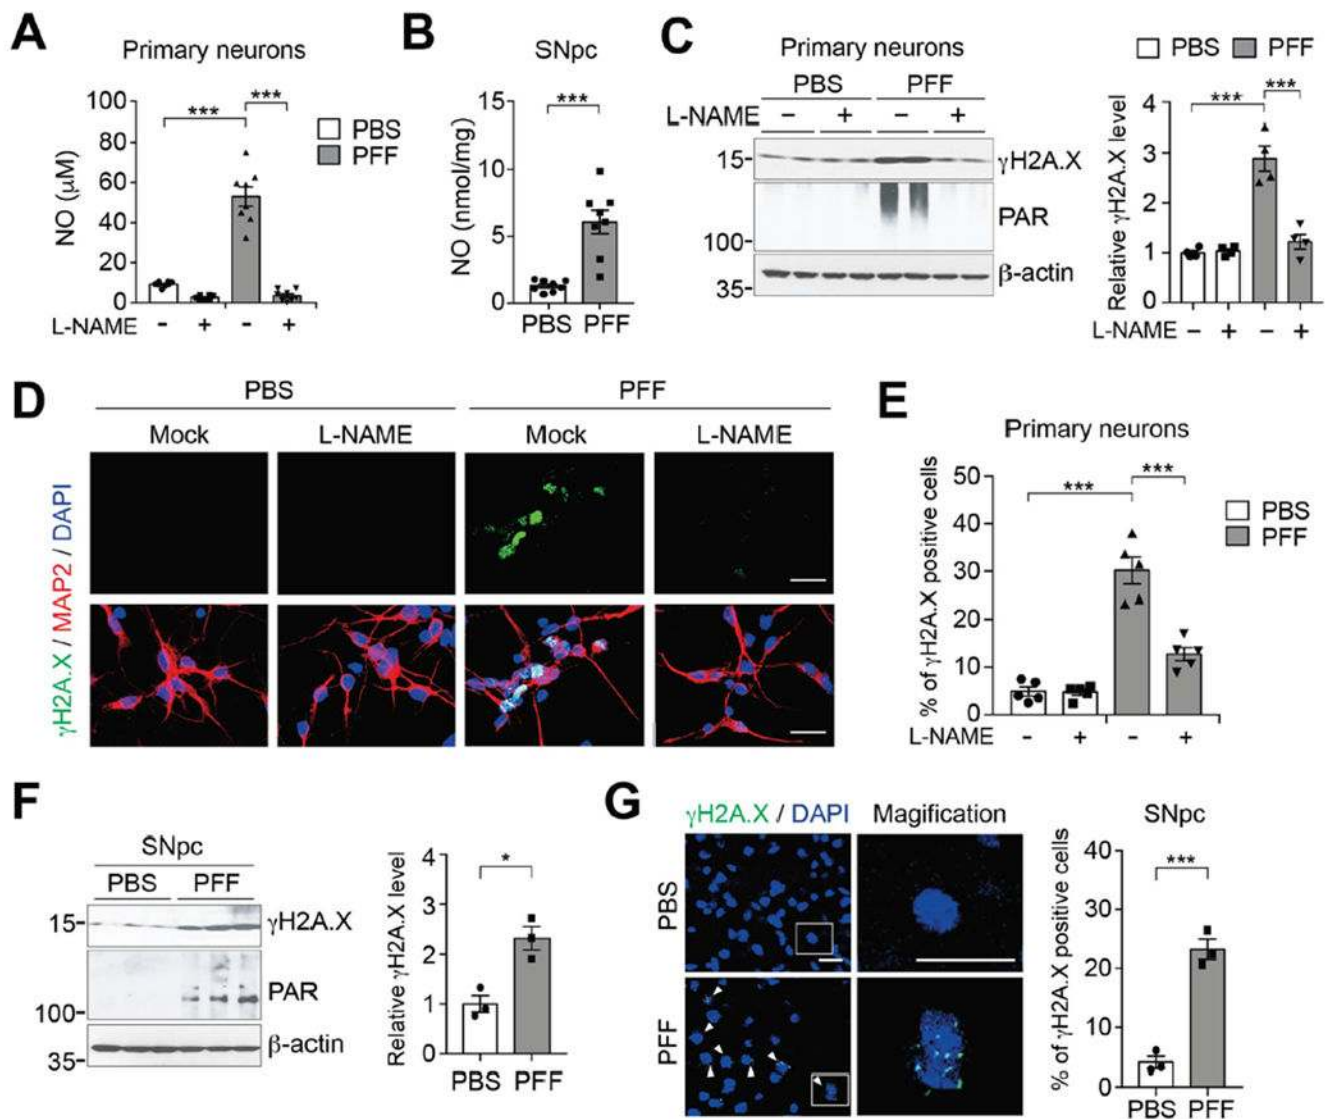 A
Primary neurons
NO (μM)
100
80
60
40
20
0
***
***
PBS
PFF
L-NAME - + - +
B
SNpc
NO (nmol/mg)
15
10
5
0
***
PBS PFF
C
Primary neurons
PBS PFF
L-NAME - + - +
15
γH2A.X
PAR
100
β-actin
35
PBS PFF
Relative γH2A.X level
4
3
2
1
0
***
***
L-NAME - + - +
D
PBS PFF
Mock L-NAME Mock L-NAME
γH2A.X / MAP2 / DAPI
E
Primary neurons
% of γH2A.X positive cells
50
40
30
20
10
0
***
***
PBS
PFF
L-NAME - + - +
F
SNpc
PBS PFF
15
γH2A.X
PAR
100
β-actin
35
Relative γH2A.X level
4
3
2
1
0
*
PBS PFF
G
γH2A.X / DAPI Magification
PBS
PFF
SNpc
% of γH2A.X positive cells
40
30
20
10
0
***
PBS PFF